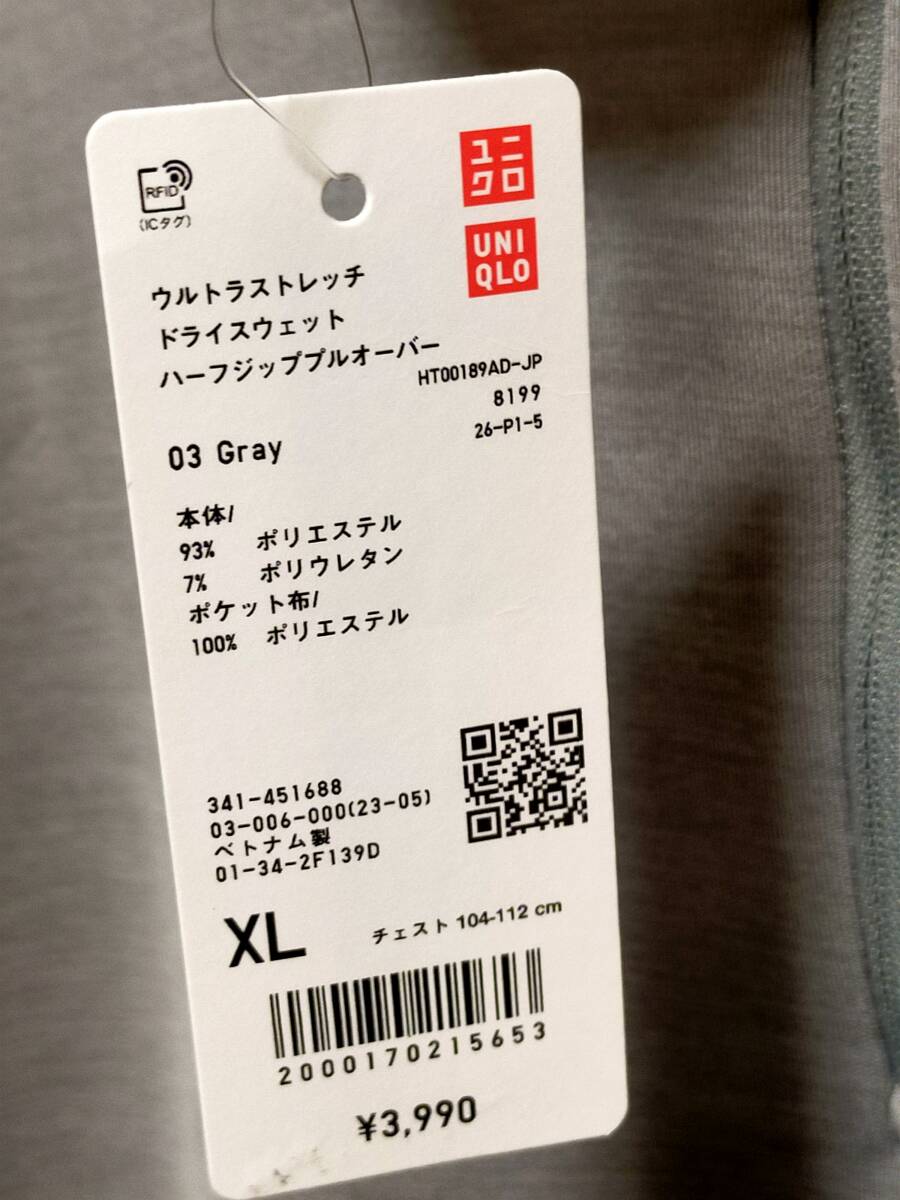 RFID
(ICタグ)
ユニ
クロ
UNI
QLO
ウルトラストレッチ
ドライスウェット
ハーフジッププルオーバー
HT00189AD-JP
8199
26-P1-5
03 Gray
本体/
93% ポリエステル
7% ポリウレタン
ポケット布/
100% ポリエステル
341-451688
03-006-000(23-05)
ベトナム製
01-34-2F139D
XL チェスト 104-112 cm
2000170215653
¥3,990